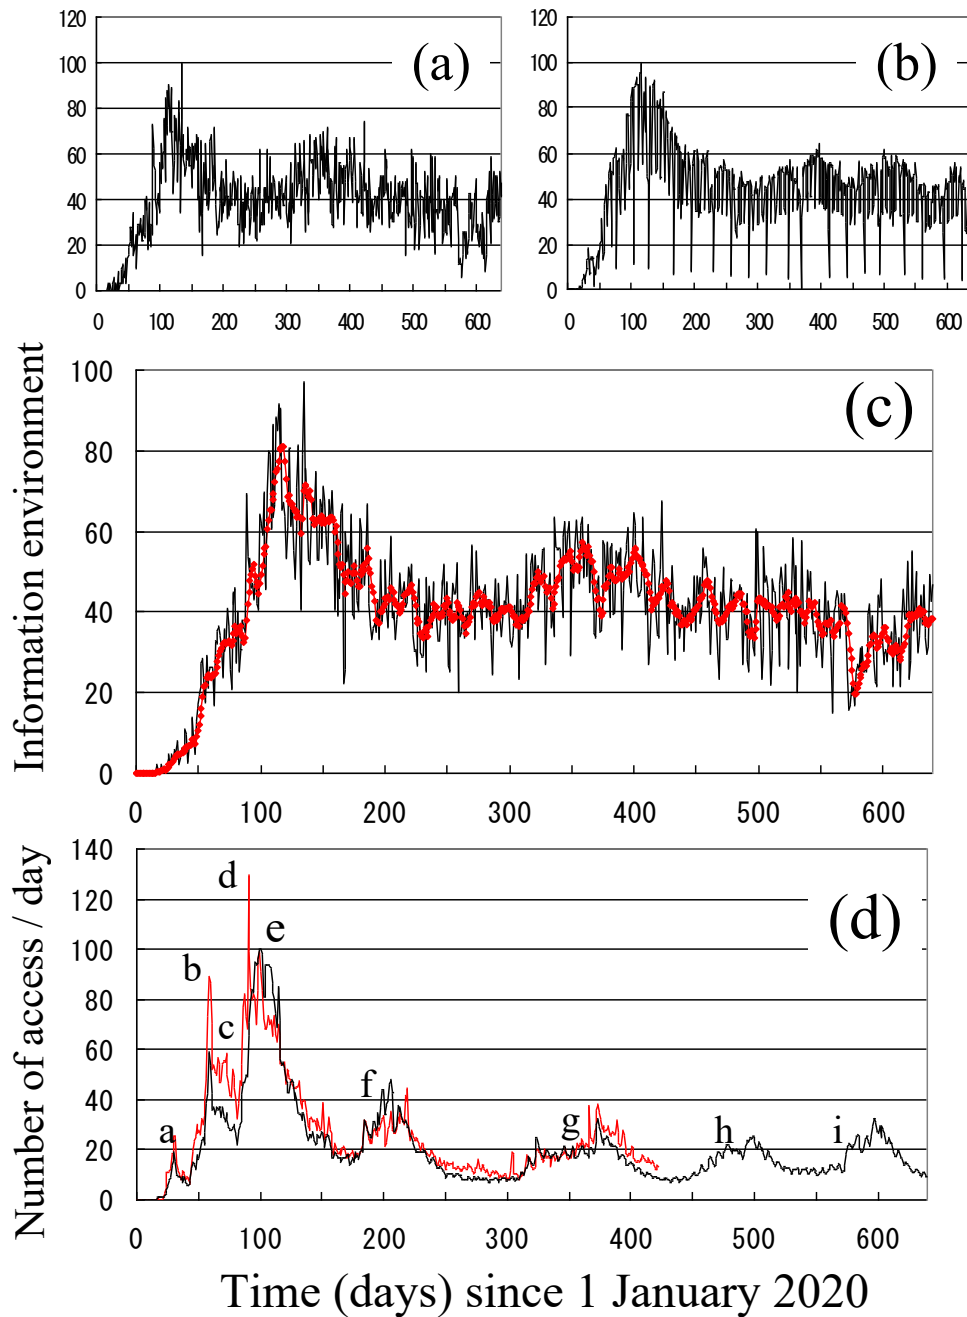 120
100
80
60
40
20
0
0 100 200 300 400 500 600
(a)
120
100
80
60
40
20
0
0 100 200 300 400 500 600
(b)
Information environment
100
80
60
40
20
0
0 100 200 300 400 500 600
(c)
Number of access / day
140
120
100
80
60
40
20
0
0 100 200 300 400 500 600
(d)
a
b
c
d
e
f
g
h
i
Time (days) since 1 January 2020